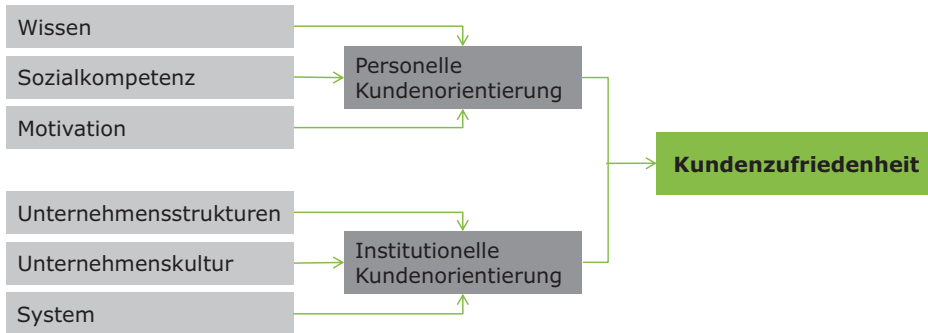 Wissen
Sozialkompetenz
Motivation
Personelle
Kundenorientierung
Unternehmensstrukturen
Unternehmenskultur
System
Institutionelle
Kundenorientierung
Kundenzufriedenheit